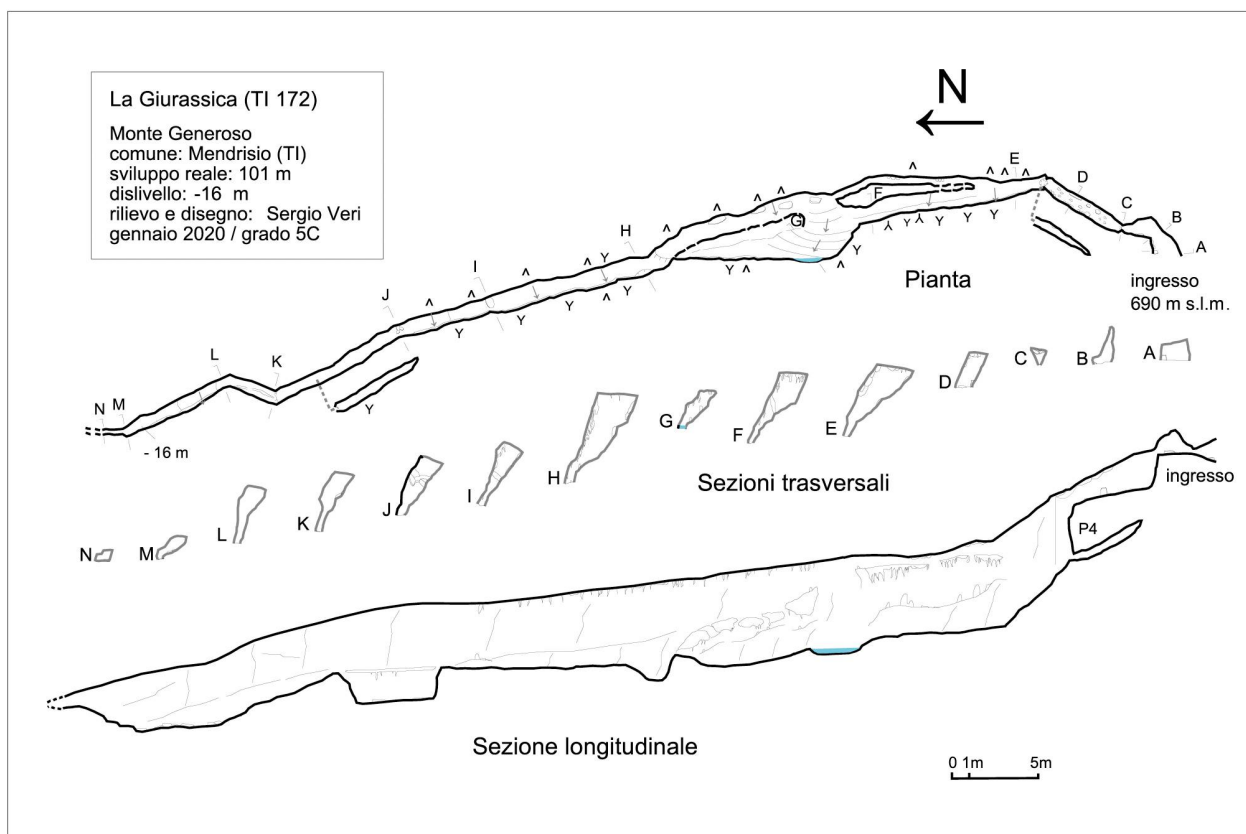 La Giurassica (TI 172)
Monte Generoso
comune: Mendrisio (TI)
sviluppo reale: 101 m
dislivello: -16 m
rilievo e disegno: Sergio Veri
gennaio 2020 / grado 5C
N
E
D
C
B
A
F
G
H
I
J
K
L
M
N
- 16 m
Pianta
ingresso
690 m s.l.m.
A
B
C
D
E
F
G
H
I
J
K
L
M
N
Sezioni trasversali
ingresso
P4
Sezione longitudinale
0 1m 5m